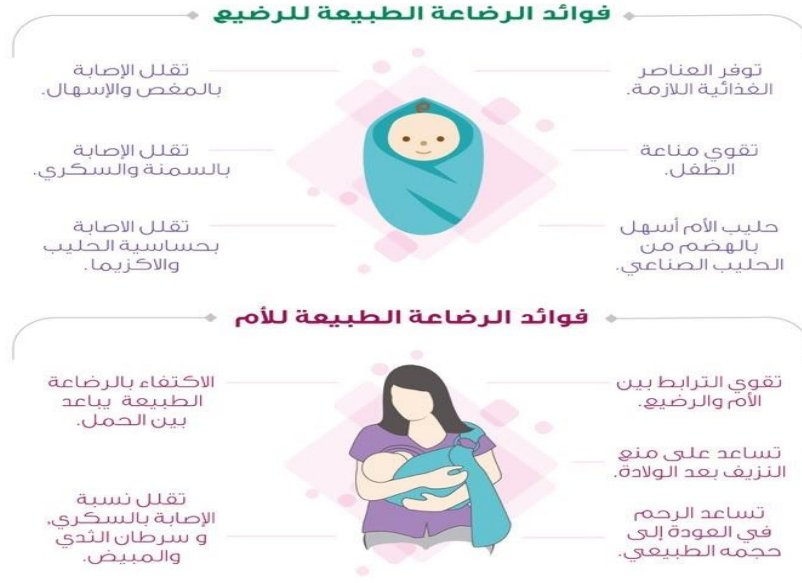 فوائد الرضاعة الطبيعة للرضيع
توفر العناصر
الغذائية اللازمة.
تقوي مناعة
الطفل.
حليب الأم أسهل
بالهضم من
الحليب الصناعي.
تقلل الإصابة
بالمغص والإسهال.
تقلل الإصابة
بالسمنة والسكري.
تقلل الاصابة
بحساسية الحليب
والاكزيما.
فوائد الرضاعة الطبيعة للأم
تقوي الترابط بين
الأم والرضيع.
تساعد على منع
النزيف بعد الولادة.
تساعد الرحم
في العودة إلى
حجمه الطبيعي.
الاكتفاء بالرضاعة
الطبيعة يباعد
بين الحمل.
تقلل نسبة
الإصابة بالسكري,
و سرطان الثدي
والمبيض.